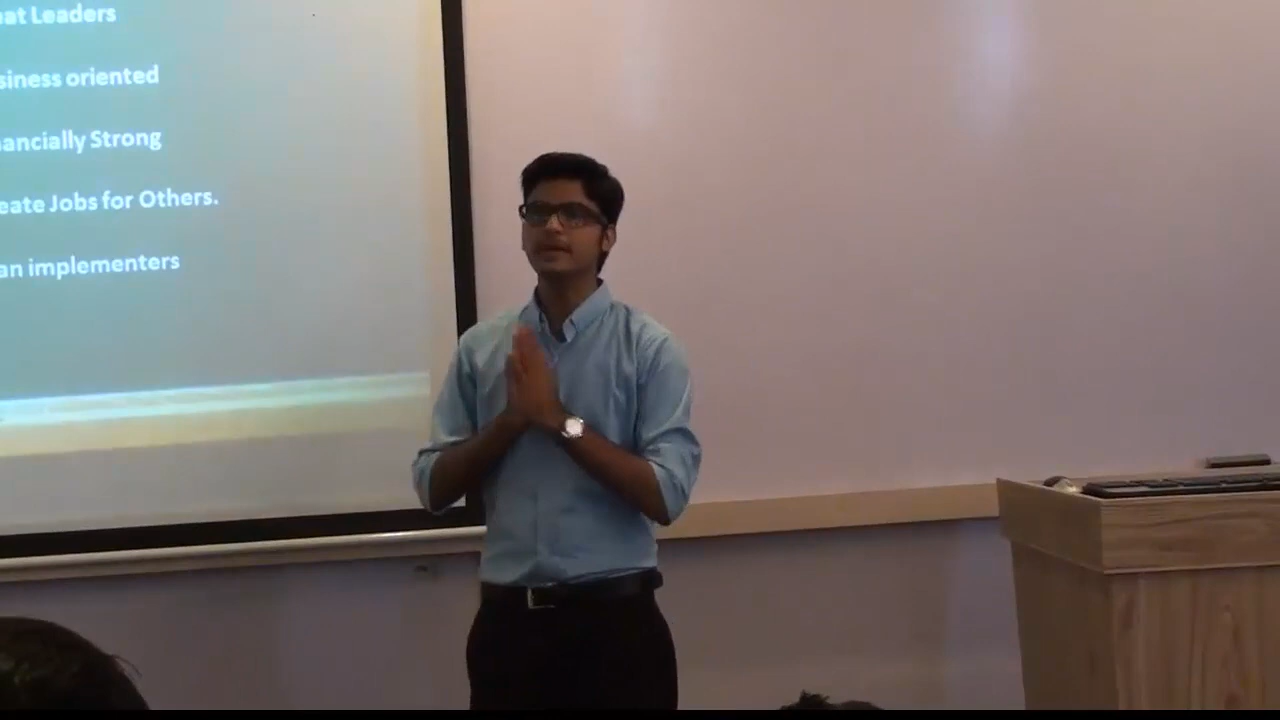 at Leaders
siness oriented
ancially Strong
eate Jobs for Others.
an implementers